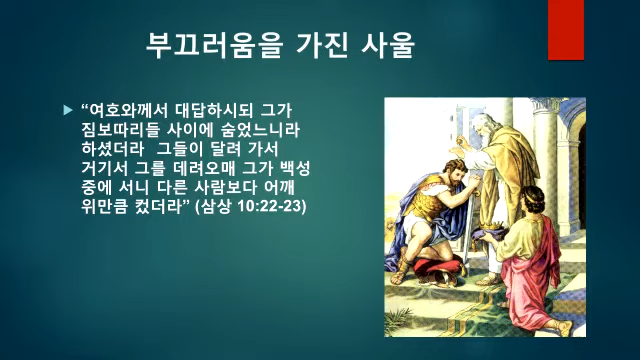 부끄러움을 가진 사울
“여호와께서 대답하시되 그가
짐보따리들 사이에 숨었느니라
하셨더라 그들이 달려 가서
거기서 그를 데려오매 그가 백성
중에 서니 다른 사람보다 어깨
위만큼 컸더라” (삼상 10:22-23)